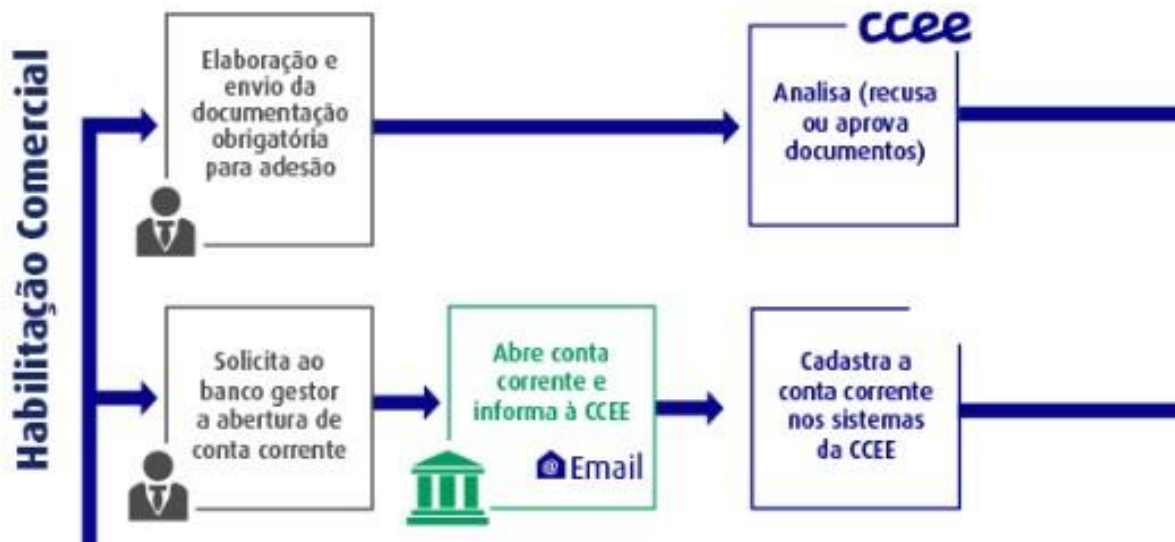 Habilitação Comercial
Elaboração e
envio da
documentação
obrigatória
para adesão
ccee
Analisa (recusa
ou aprova
documentos)
Solicita ao
banco gestor
a abertura de
conta corrente
Abre conta
corrente e
informa à CCEE
@ Email
Cadastra a
conta corrente
nos sistemas
da CCEE